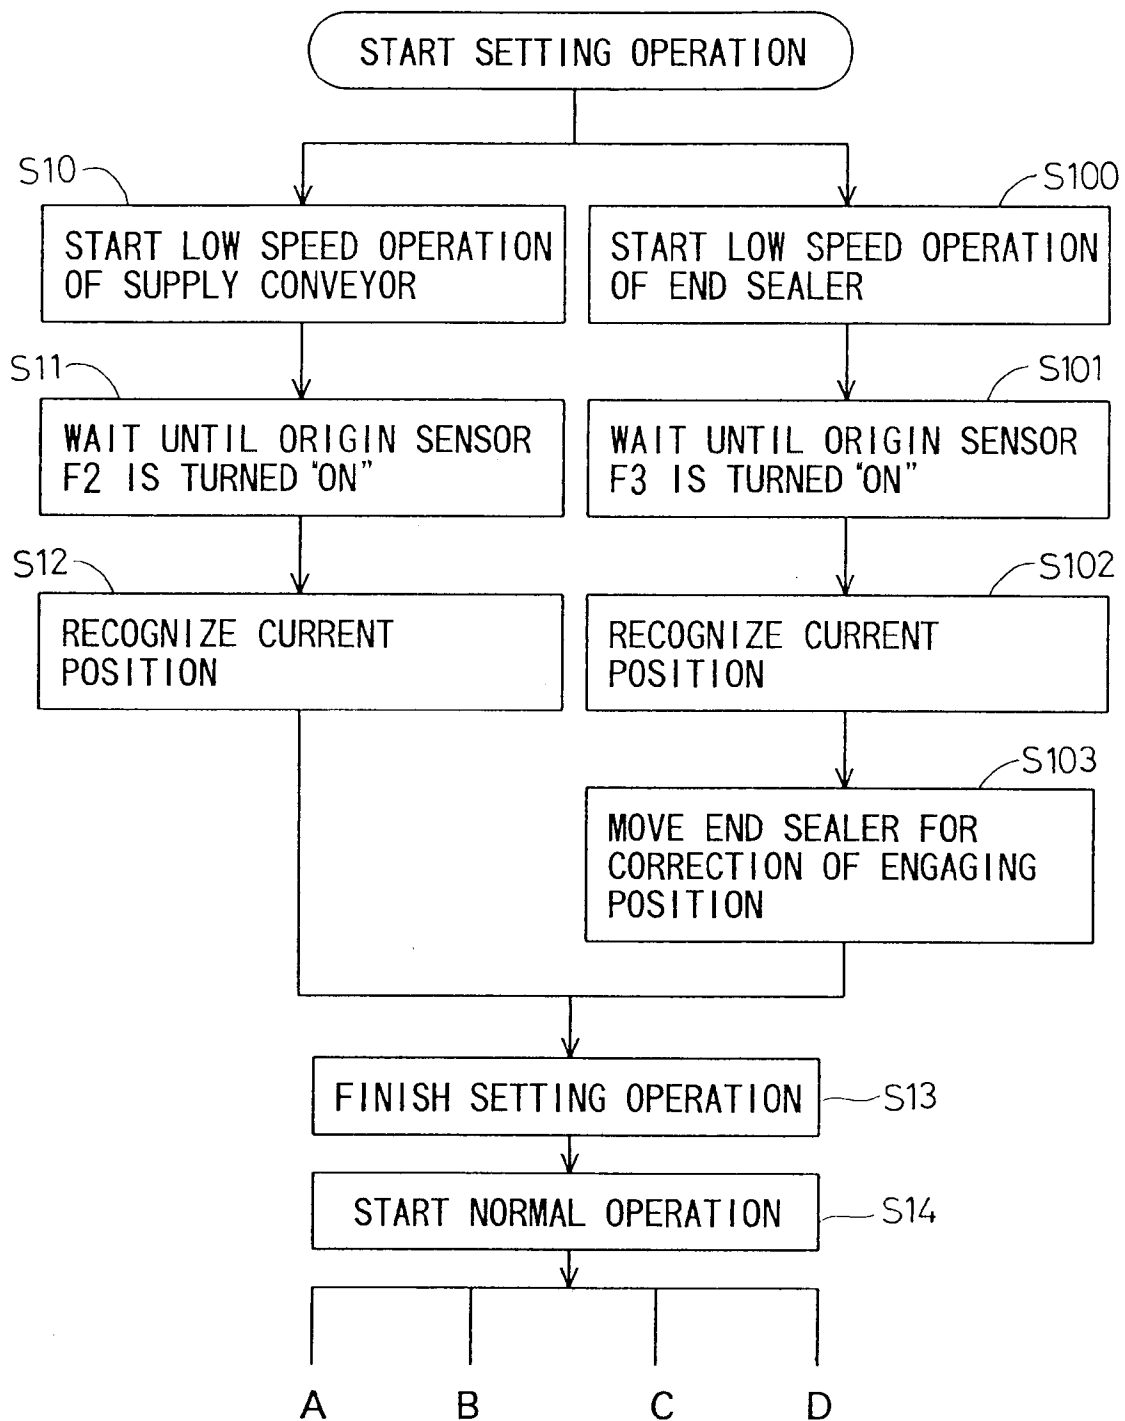 START SETTING OPERATION
S10
START LOW SPEED OPERATION
OF SUPPLY CONVEYOR
S100
START LOW SPEED OPERATION
OF END SEALER
S11
WAIT UNTIL ORIGIN SENSOR
F2 IS TURNED "ON"
S101
WAIT UNTIL ORIGIN SENSOR
F3 IS TURNED "ON"
S12
RECOGNIZE CURRENT
POSITION
S102
RECOGNIZE CURRENT
POSITION
S103
MOVE END SEALER FOR
CORRECTION OF ENGAGING
POSITION
FINISH SETTING OPERATION
S13
START NORMAL OPERATION
S14
A B C D